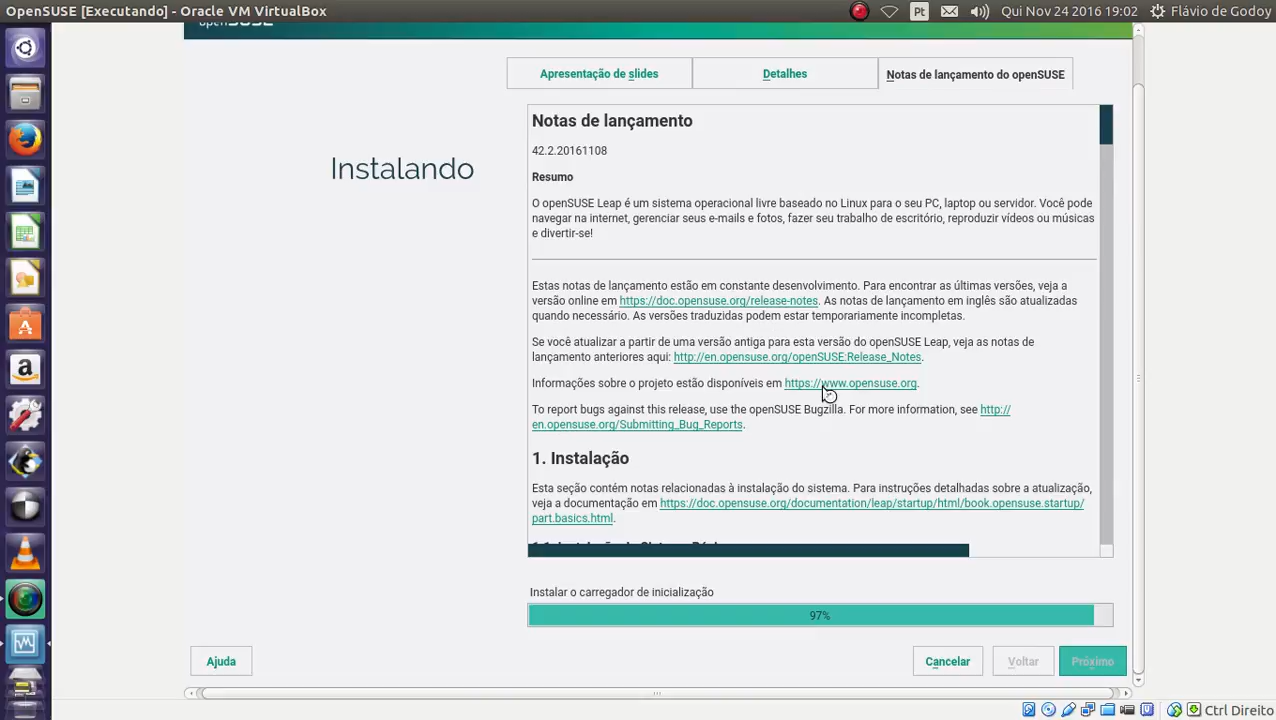 OpenSUSE [Executando] - Oracle VM VirtualBox
Pt
Qui Nov 24 2016 19:02
Flávio de Godoy
openSUSE
Apresentação de slides
Detalhes
Notas de lançamento do openSUSE
Instalando
Notas de lançamento
42.2.20161108
Resumo
O openSUSE Leap é um sistema operacional livre baseado no Linux para o seu PC, laptop ou servidor. Você pode
navegar na internet, gerenciar seus e-mails e fotos, fazer seu trabalho de escritório, reproduzir vídeos ou músicas
e divertir-se!
Estas notas de lançamento estão em constante desenvolvimento. Para encontrar as últimas versões, veja a
versão online em https://doc.opensuse.org/release-notes. As notas de lançamento em inglês são atualizadas
quando necessário. As versões traduzidas podem estar temporariamente incompletas.
Se você atualizar a partir de uma versão antiga para esta versão do openSUSE Leap, veja as notas de
lançamento anteriores aqui: http://en.opensuse.org/openSUSE:Release_Notes.
Informações sobre o projeto estão disponíveis em https://www.opensuse.org.
To report bugs against this release, use the openSUSE Bugzilla. For more information, see http://
en.opensuse.org/Submitting_Bug_Reports.
1. Instalação
Esta seção contém notas relacionadas à instalação do sistema. Para instruções detalhadas sobre a atualização,
veja a documentação em https://doc.opensuse.org/documentation/leap/startup/html/book.opensuse.startup/
part.basics.html.
Instalar o carregador de inicialização
97%
Ajuda
Cancelar
Voltar
Próximo
Ctrl Direito